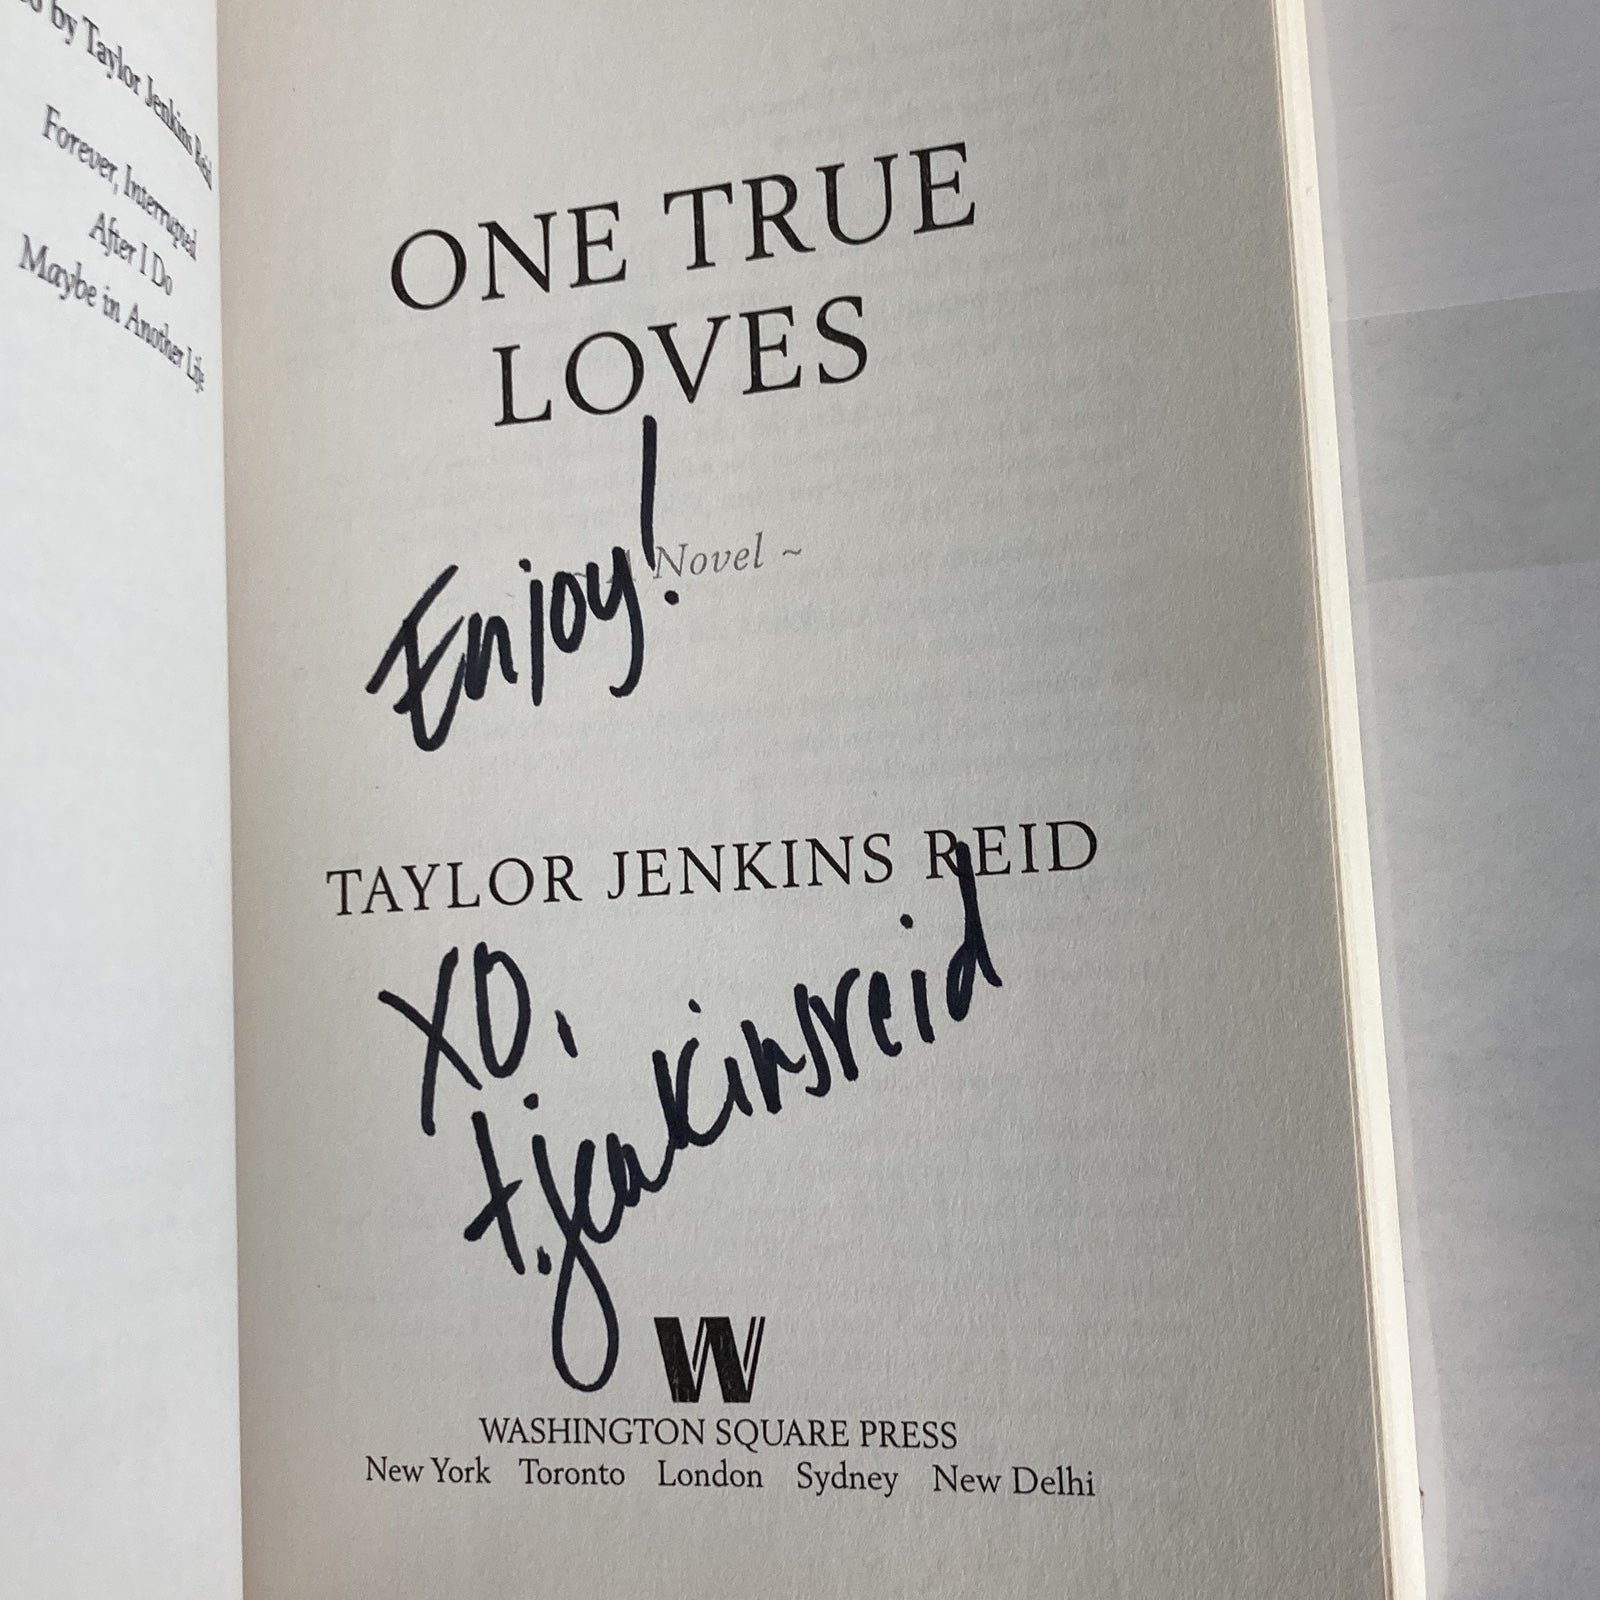 by Taylor Jenkins Reid
Forever, Interrupted
After I Do
Maybe in Another Life
ONE TRUE
LOVES
Novel ~
Enjoy!
TAYLOR JENKINS REID
XO,
t.jenkinsreid
W
WASHINGTON SQUARE PRESS
New York Toronto London Sydney New Delhi